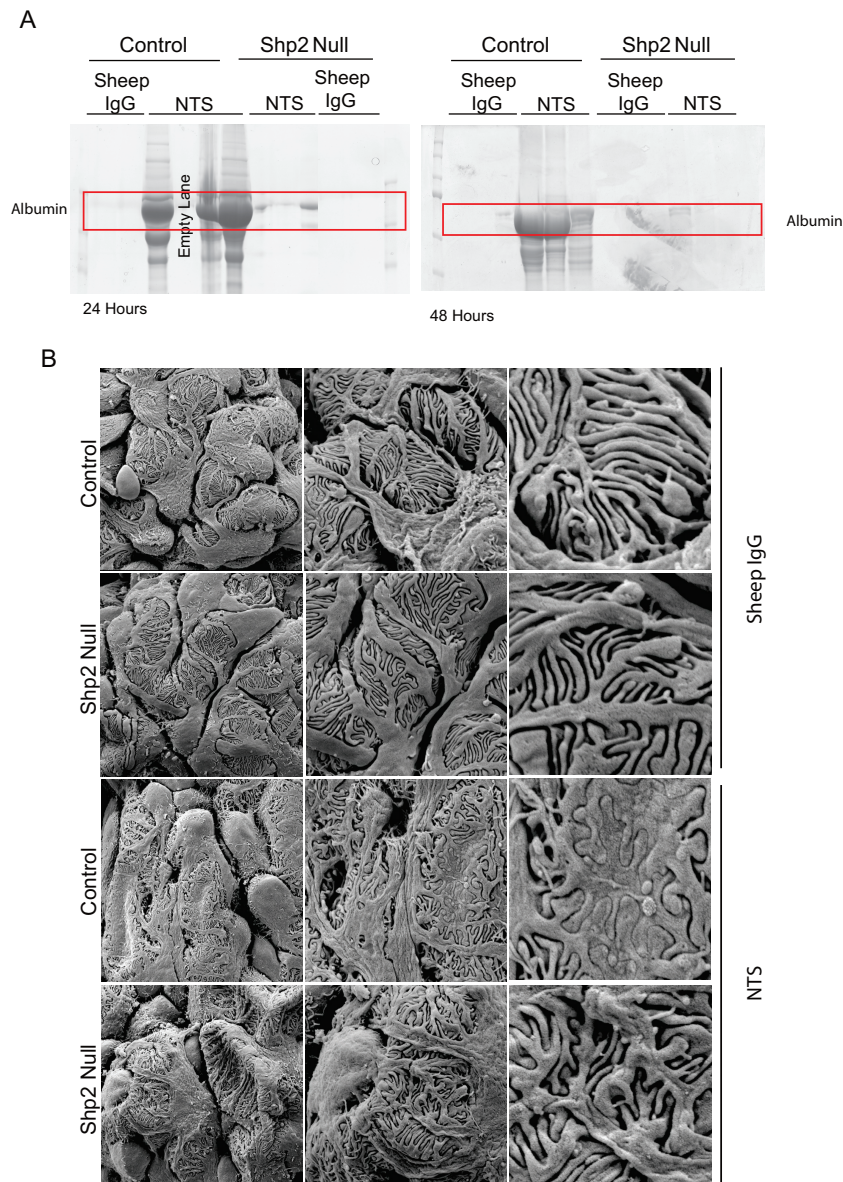 A
Control
Shp2 Null
Sheep
IgG
NTS
NTS
Sheep
IgG
Control
Shp2 Null
Sheep
IgG
NTS
Sheep
IgG
NTS
Albumin
Empty Lane
Albumin
24 Hours
48 Hours
B
Control
Shp2 Null
Sheep IgG
Control
Shp2 Null
NTS